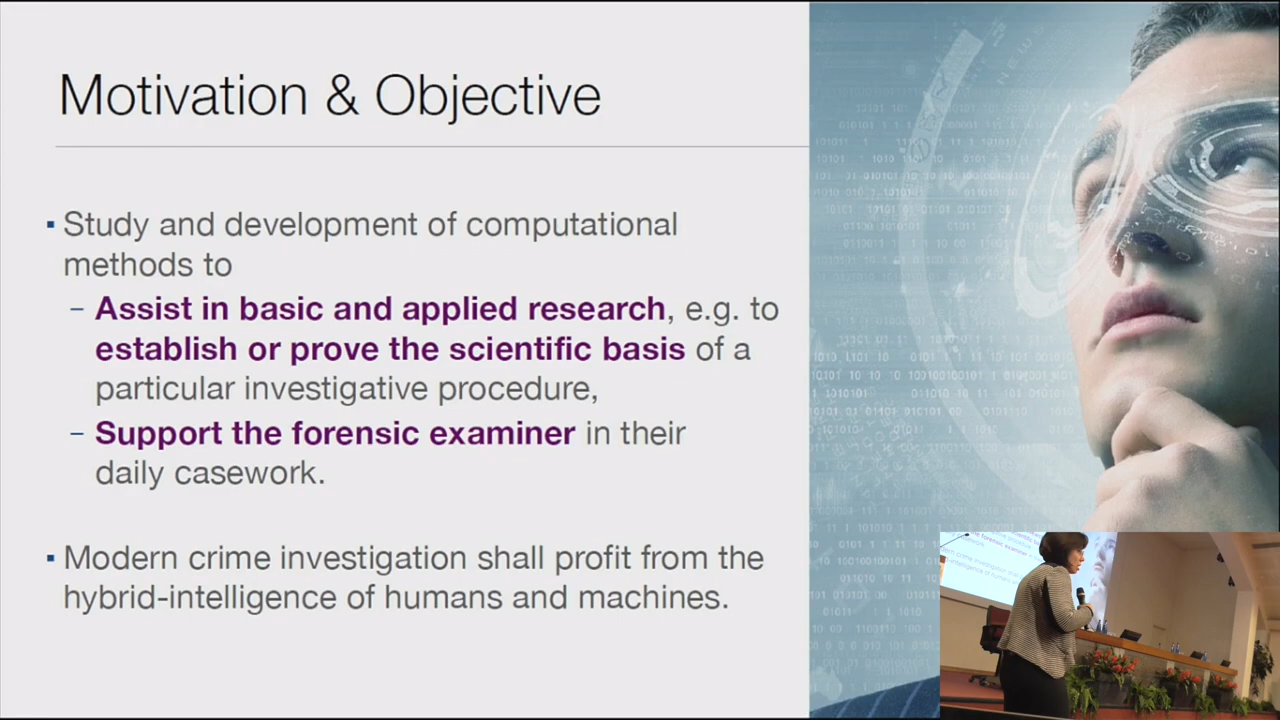 Motivation & Objective
▪ Study and development of computational
methods to
– Assist in basic and applied research, e.g. to
establish or prove the scientific basis of a
particular investigative procedure,
– Support the forensic examiner in their
daily casework.
▪ Modern crime investigation shall profit from the
hybrid-intelligence of humans and machines.